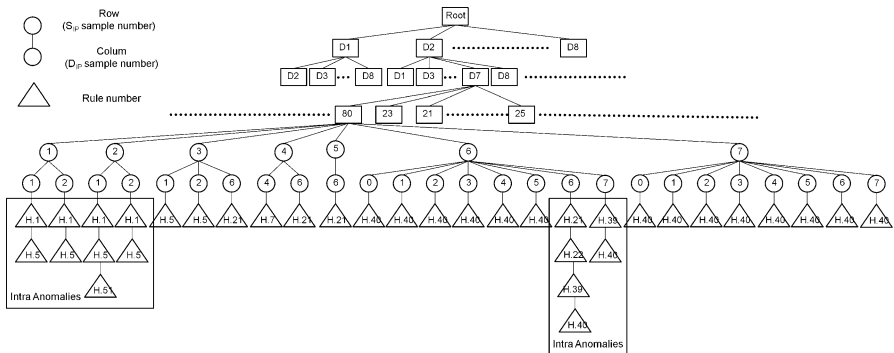 Row
(SIP sample number)
Colum
(DIP sample number)
Rule number
Root
D1 D2 D8
D2 D3 D8 D1 D3 D7 D8
80 23 21 25
1 2 3 4 5 6 7
1 2 1 2 1 2 6 4 6 6 0 1 2 3 4 5 6 7 0 1 2 3 4 5 6 7
H.1 H.1 H.1 H.1 H.5 H.5 H.21 H.7 H.21 H.21 H.40 H.40 H.40 H.40 H.40 H.40 H.21 H.39 H.40 H.40 H.40 H.40 H.40 H.40 H.40 H.40
H.5 H.5 H.5 H.5 H.22 H.40
H.51 H.39
Intra Anomalies
H.40
Intra Anomalies